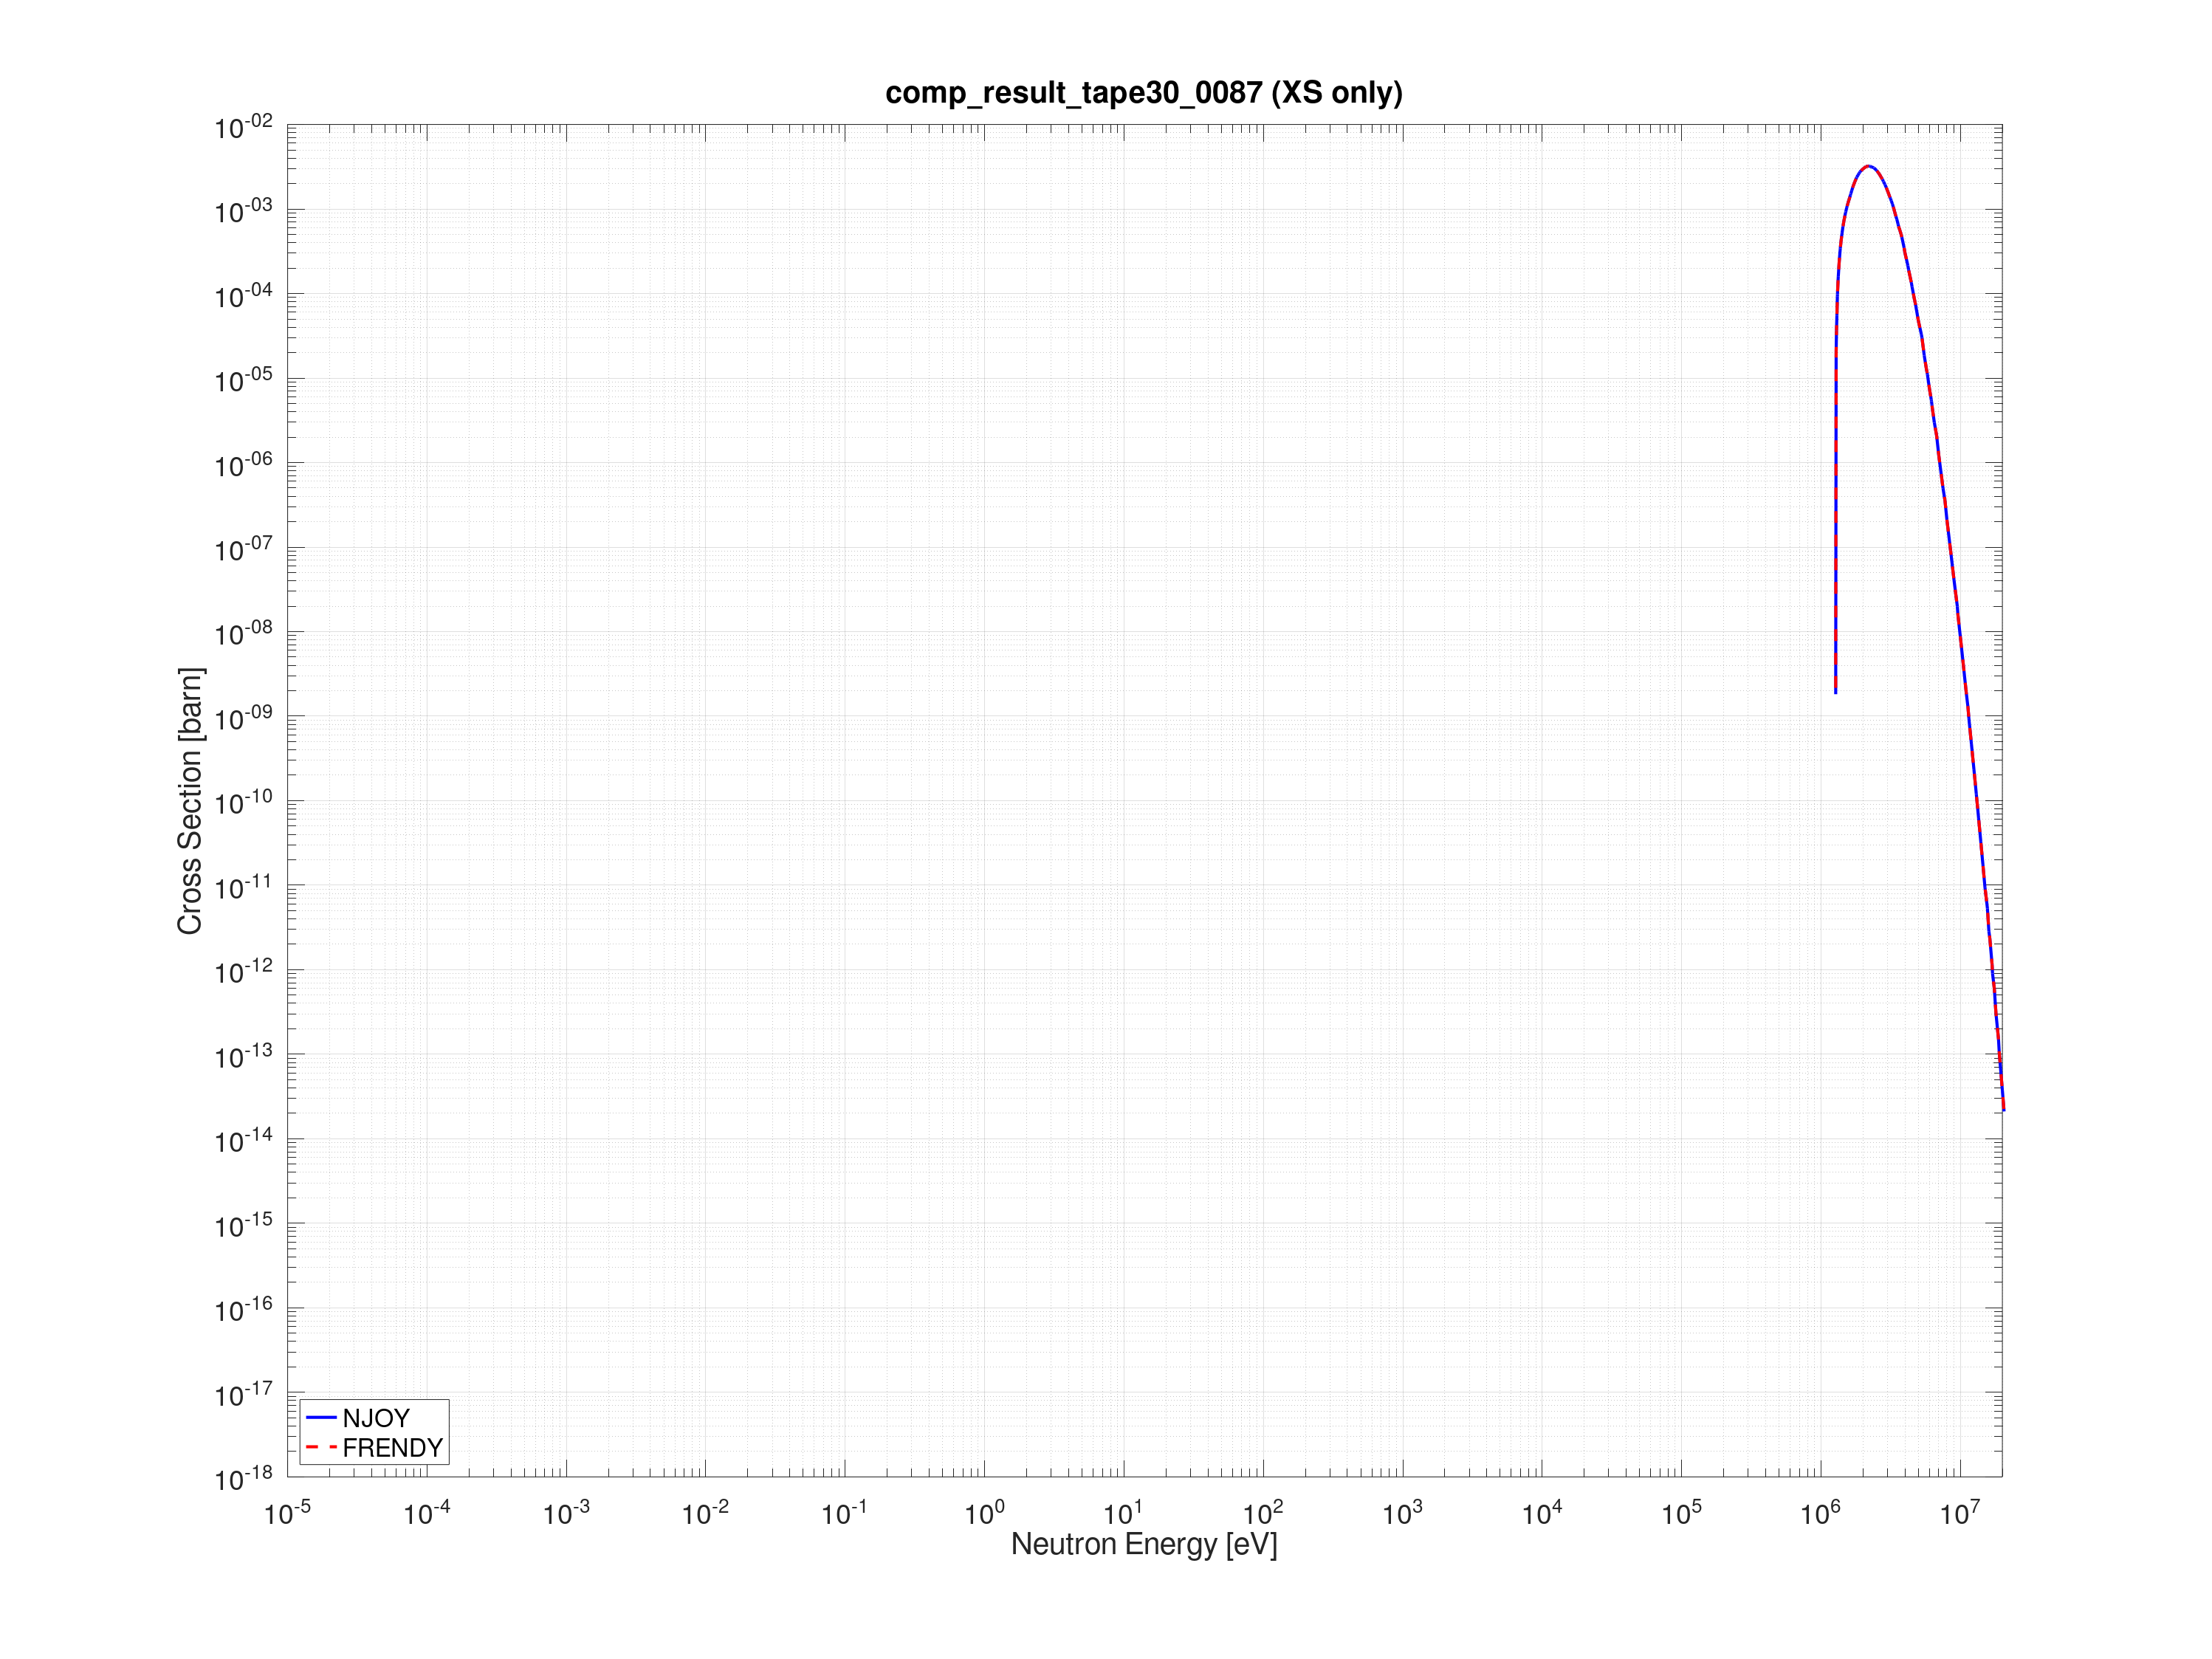 comp_result_tape30_0087 (XS only)
10^-02
10^-03
10^-04
10^-05
10^-06
10^-07
10^-08
10^-09
10^-10
10^-11
10^-12
10^-13
10^-14
10^-15
10^-16
10^-17
10^-18
Cross Section [barn]
NJOY
FRENDY
10^-5 10^-4 10^-3 10^-2 10^-1 10^0 10^1 10^2 10^3 10^4 10^5 10^6 10^7
Neutron Energy [eV]